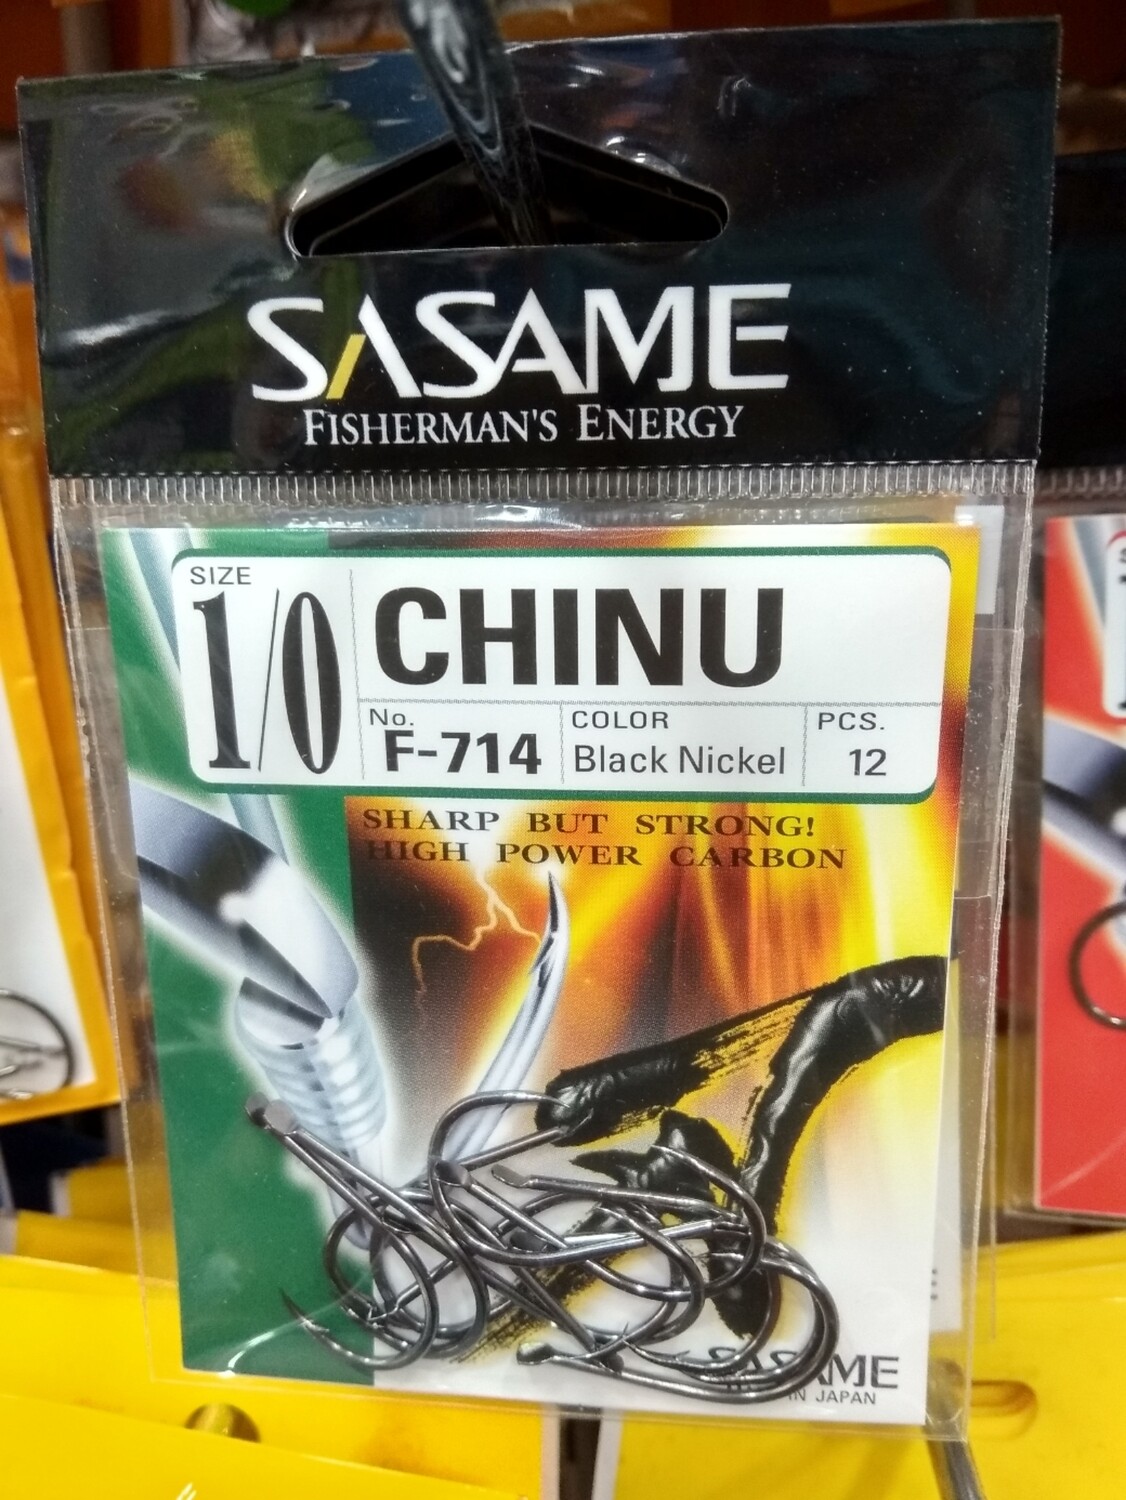 SASAME
FISHERMAN'S ENERGY
SIZE
1/0
CHINU
No.
F-714
COLOR
Black Nickel
PCS.
12
SHARP BUT STRONG!
HIGH POWER CARBON
SASAME
IN JAPAN